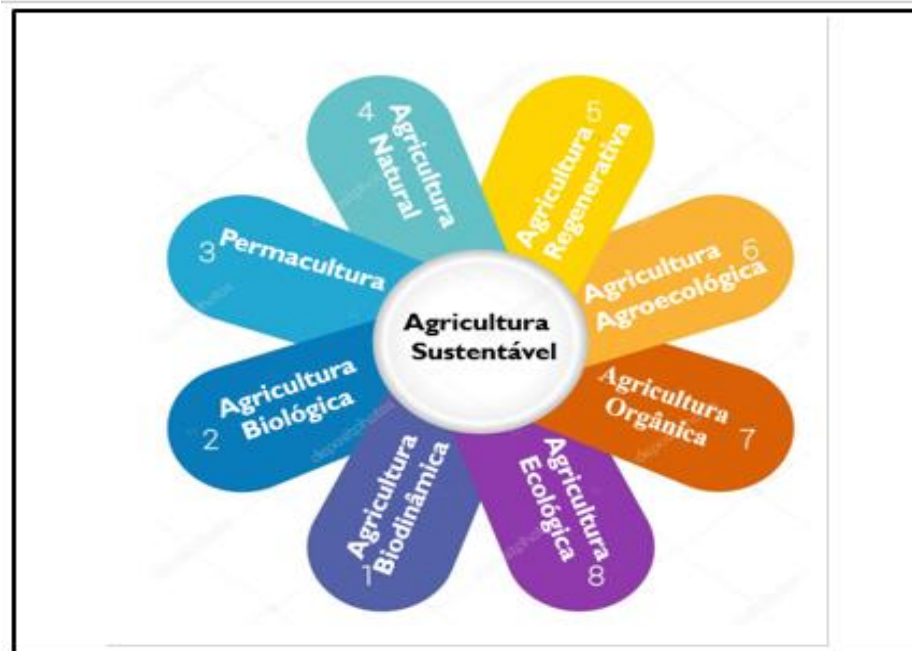 Agricultura
Sustentável
1
Agricultura
Biodinâmica
2
Agricultura
Biológica
3
Permacultura
4
Agricultura
Natural
5
Agricultura
Regenerativa
6
Agricultura
Agroecológica
7
Agricultura
Orgânica
8
Agricultura
Ecológica